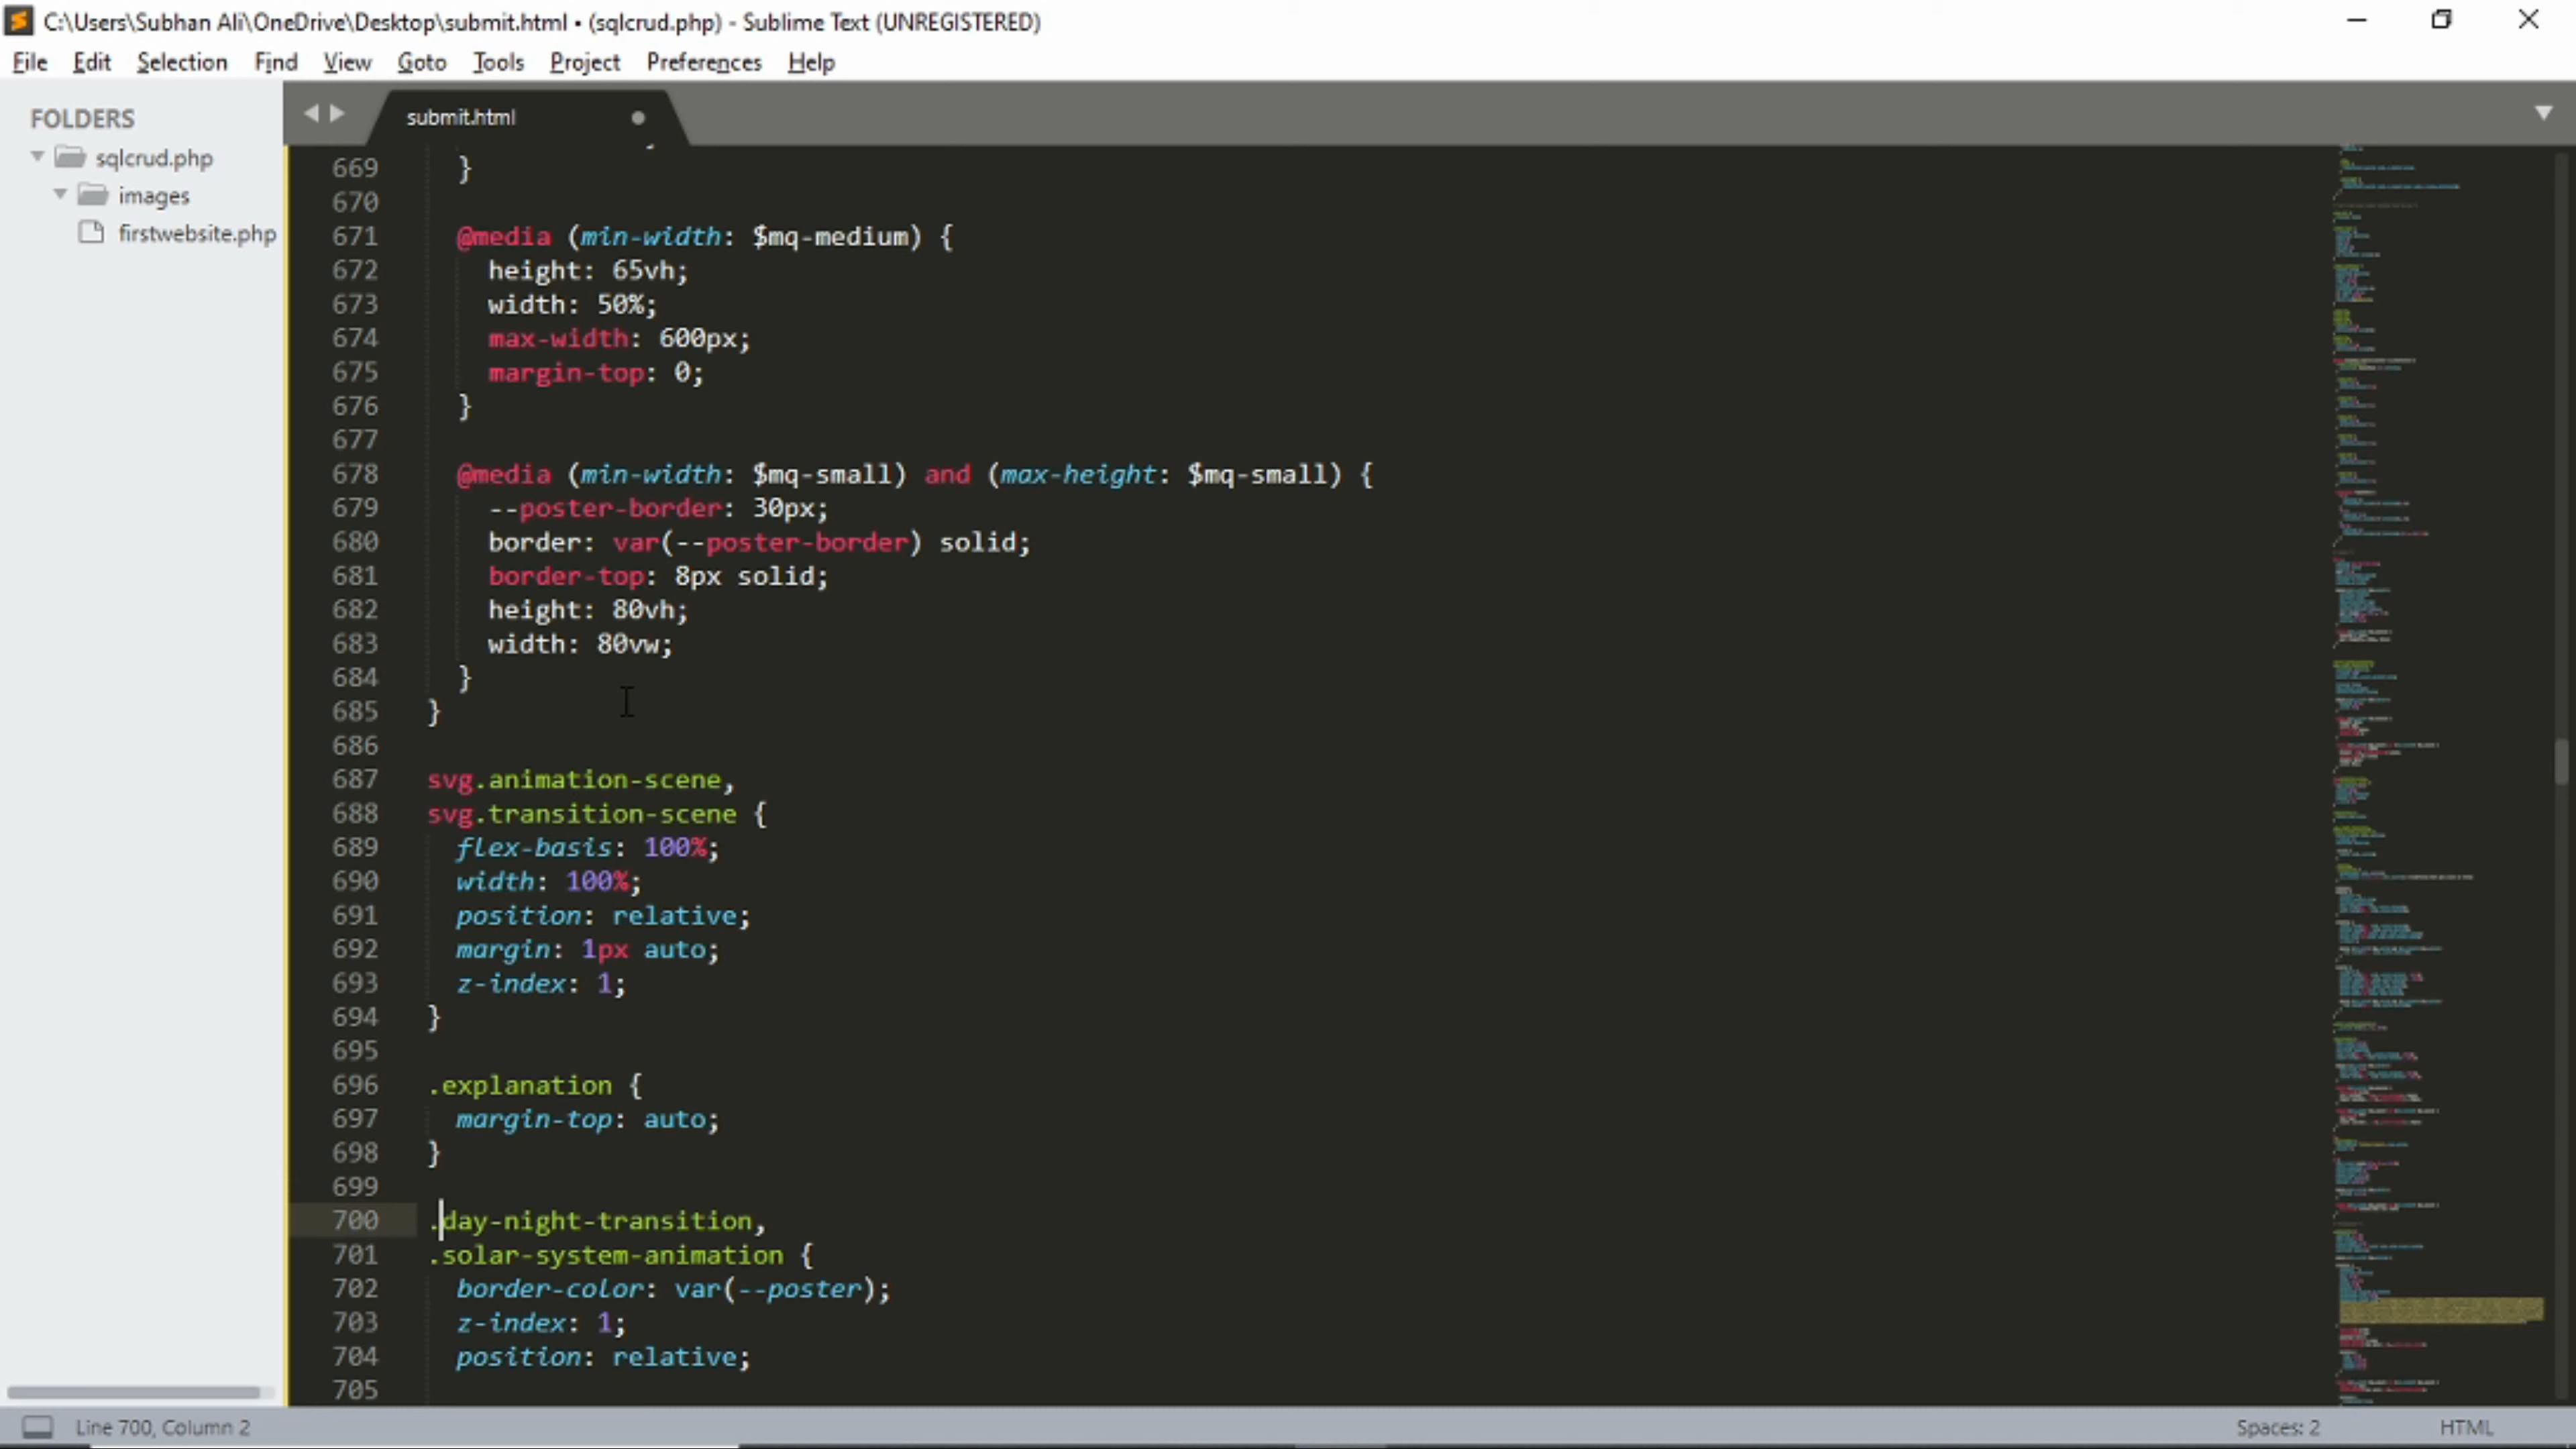 C:\Users\Subhan Ali\OneDrive\Desktop\submit.html • (sqlcrud.php) - Sublime Text (UNREGISTERED)
File Edit Selection Find View Goto Tools Project Preferences Help
FOLDERS
sqlcrud.php
images
firstwebsite.php
submit.html
669 }
670
671 @media (min-width: $mq-medium) {
672 height: 65vh;
673 width: 50%;
674 max-width: 600px;
675 margin-top: 0;
676 }
677
678 @media (min-width: $mq-small) and (max-height: $mq-small) {
679 --poster-border: 30px;
680 border: var(--poster-border) solid;
681 border-top: 8px solid;
682 height: 80vh;
683 width: 80vw;
684 }
685 }
686
687 svg.animation-scene,
688 svg.transition-scene {
689 flex-basis: 100%;
690 width: 100%;
691 position: relative;
692 margin: 1px auto;
693 z-index: 1;
694 }
695
696 .explanation {
697 margin-top: auto;
698 }
699
700 .day-night-transition,
701 .solar-system-animation {
702 border-color: var(--poster);
703 z-index: 1;
704 position: relative;
705
Line 700, Column 2
Spaces: 2
HTML